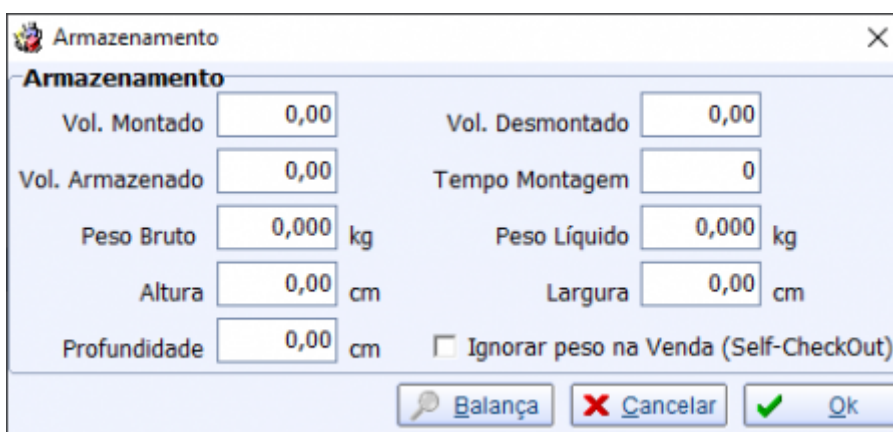 Armazenamento
Armazenamento
Vol. Montado 0,00 Vol. Desmontado 0,00
Vol. Armazenado 0,00 Tempo Montagem 0
Peso Bruto 0,000 kg Peso Líquido 0,000 kg
Altura 0,00 cm Largura 0,00 cm
Profundidade 0,00 cm Ignorar peso na Venda (Self-CheckOut)
Balança Cancelar Ok